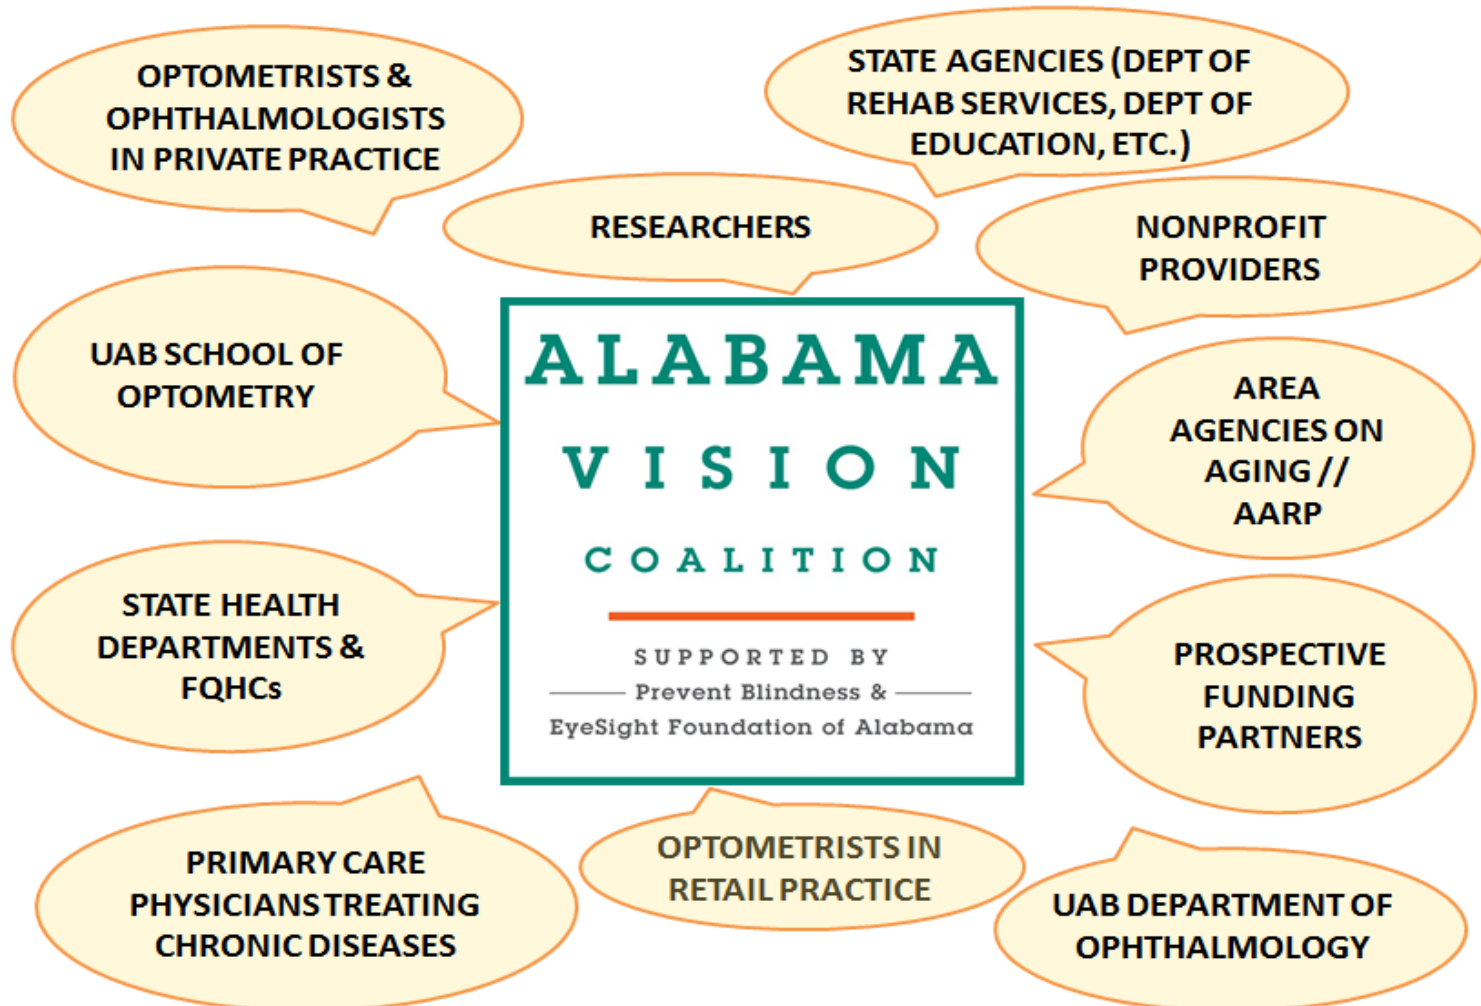 OPTOMETRISTS &
OPHTHALMOLOGISTS
IN PRIVATE PRACTICE
STATE AGENCIES (DEPT OF
REHAB SERVICES, DEPT OF
EDUCATION, ETC.)
RESEARCHERS
NONPROFIT
PROVIDERS
UAB SCHOOL OF
OPTOMETRY
ALABAMA
VISION
COALITION
SUPPORTED BY
Prevent Blindness &
EyeSight Foundation of Alabama
AREA
AGENCIES ON
AGING //
AARP
STATE HEALTH
DEPARTMENTS &
FQHCs
PROSPECTIVE
FUNDING
PARTNERS
PRIMARY CARE
PHYSICIANS TREATING
CHRONIC DISEASES
OPTOMETRISTS IN
RETAIL PRACTICE
UAB DEPARTMENT OF
OPHTHALMOLOGY